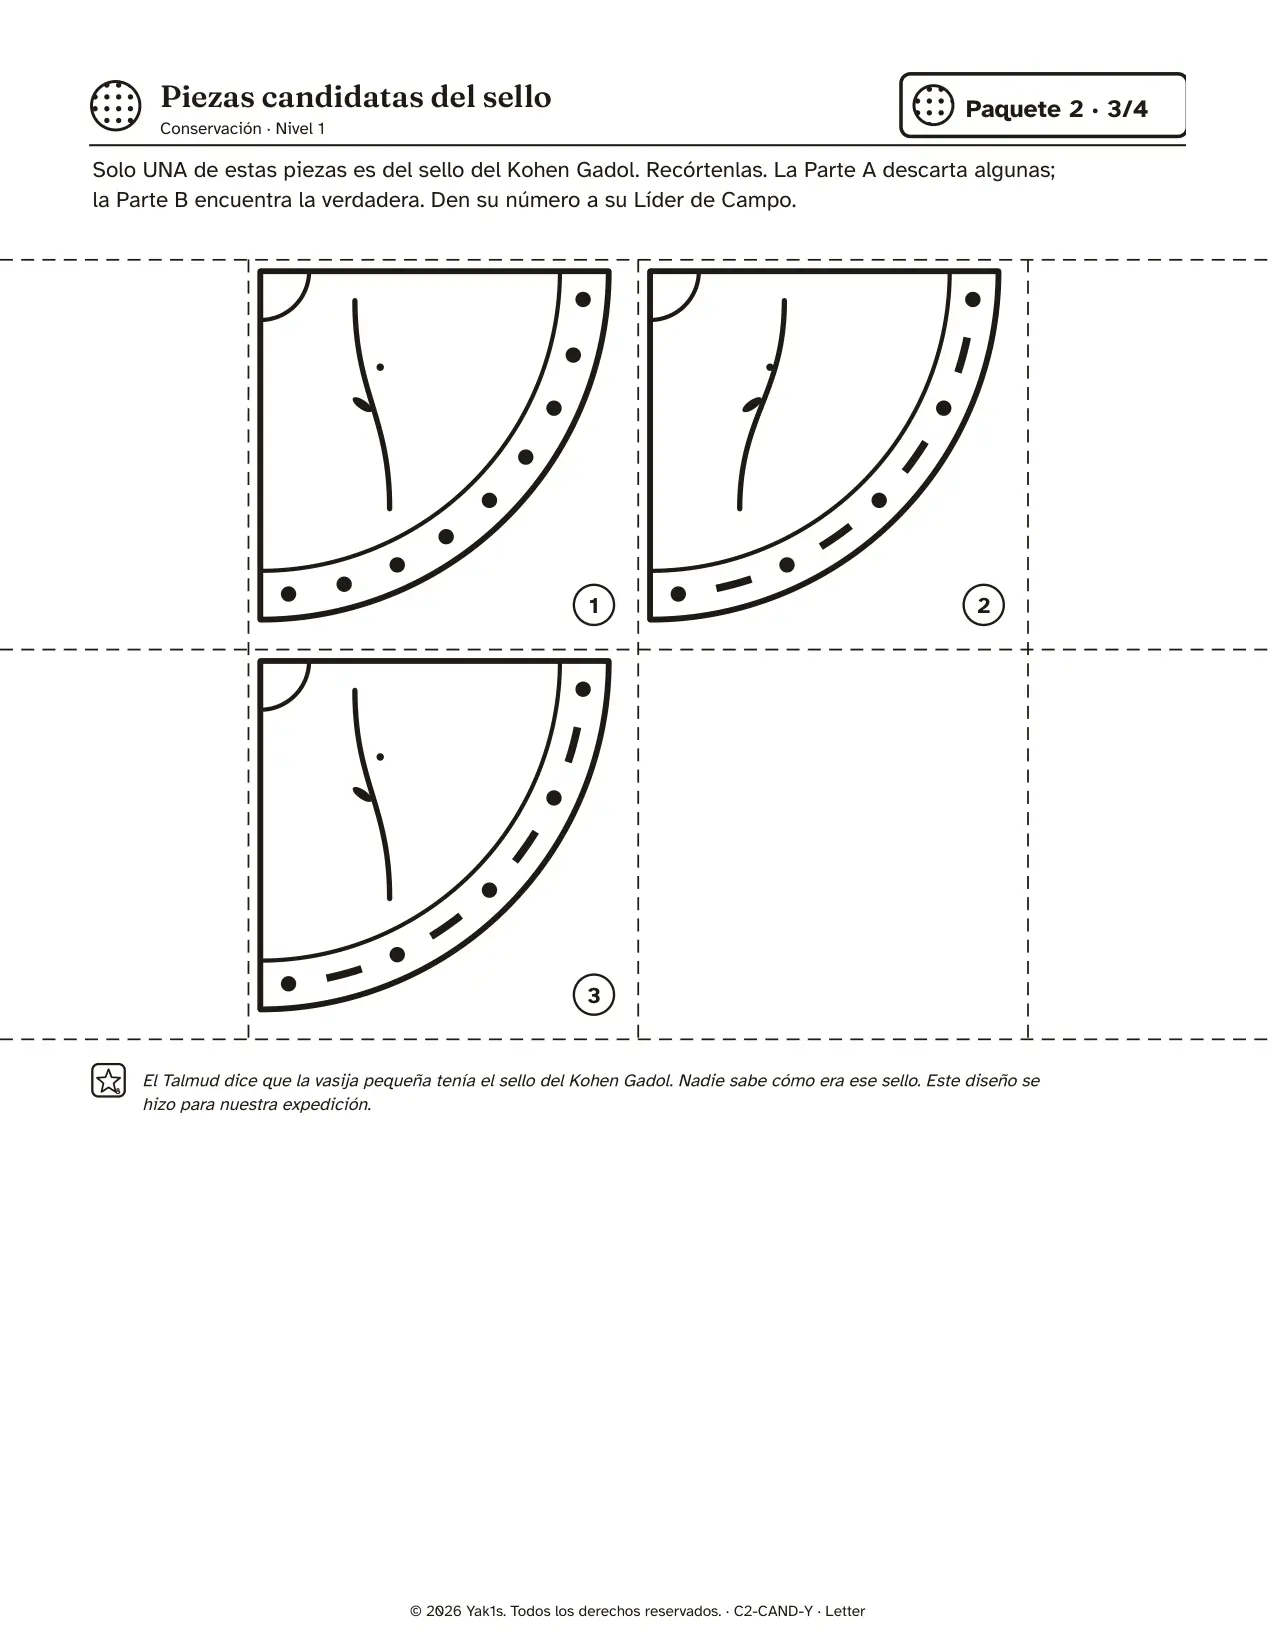 Piezas candidatas del sello
Conservación · Nivel 1
Paquete 2 · 3/4
Solo UNA de estas piezas es del sello del Kohen Gadol. Recórtenlas. La Parte A descarta algunas;
la Parte B encuentra la verdadera. Den su número a su Líder de Campo.
1
2
3
El Talmud dice que la vasija pequeña tenía el sello del Kohen Gadol. Nadie sabe cómo era ese sello. Este diseño se
hizo para nuestra expedición.
© 2026 Yak1s. Todos los derechos reservados. · C2-CAND-Y · Letter